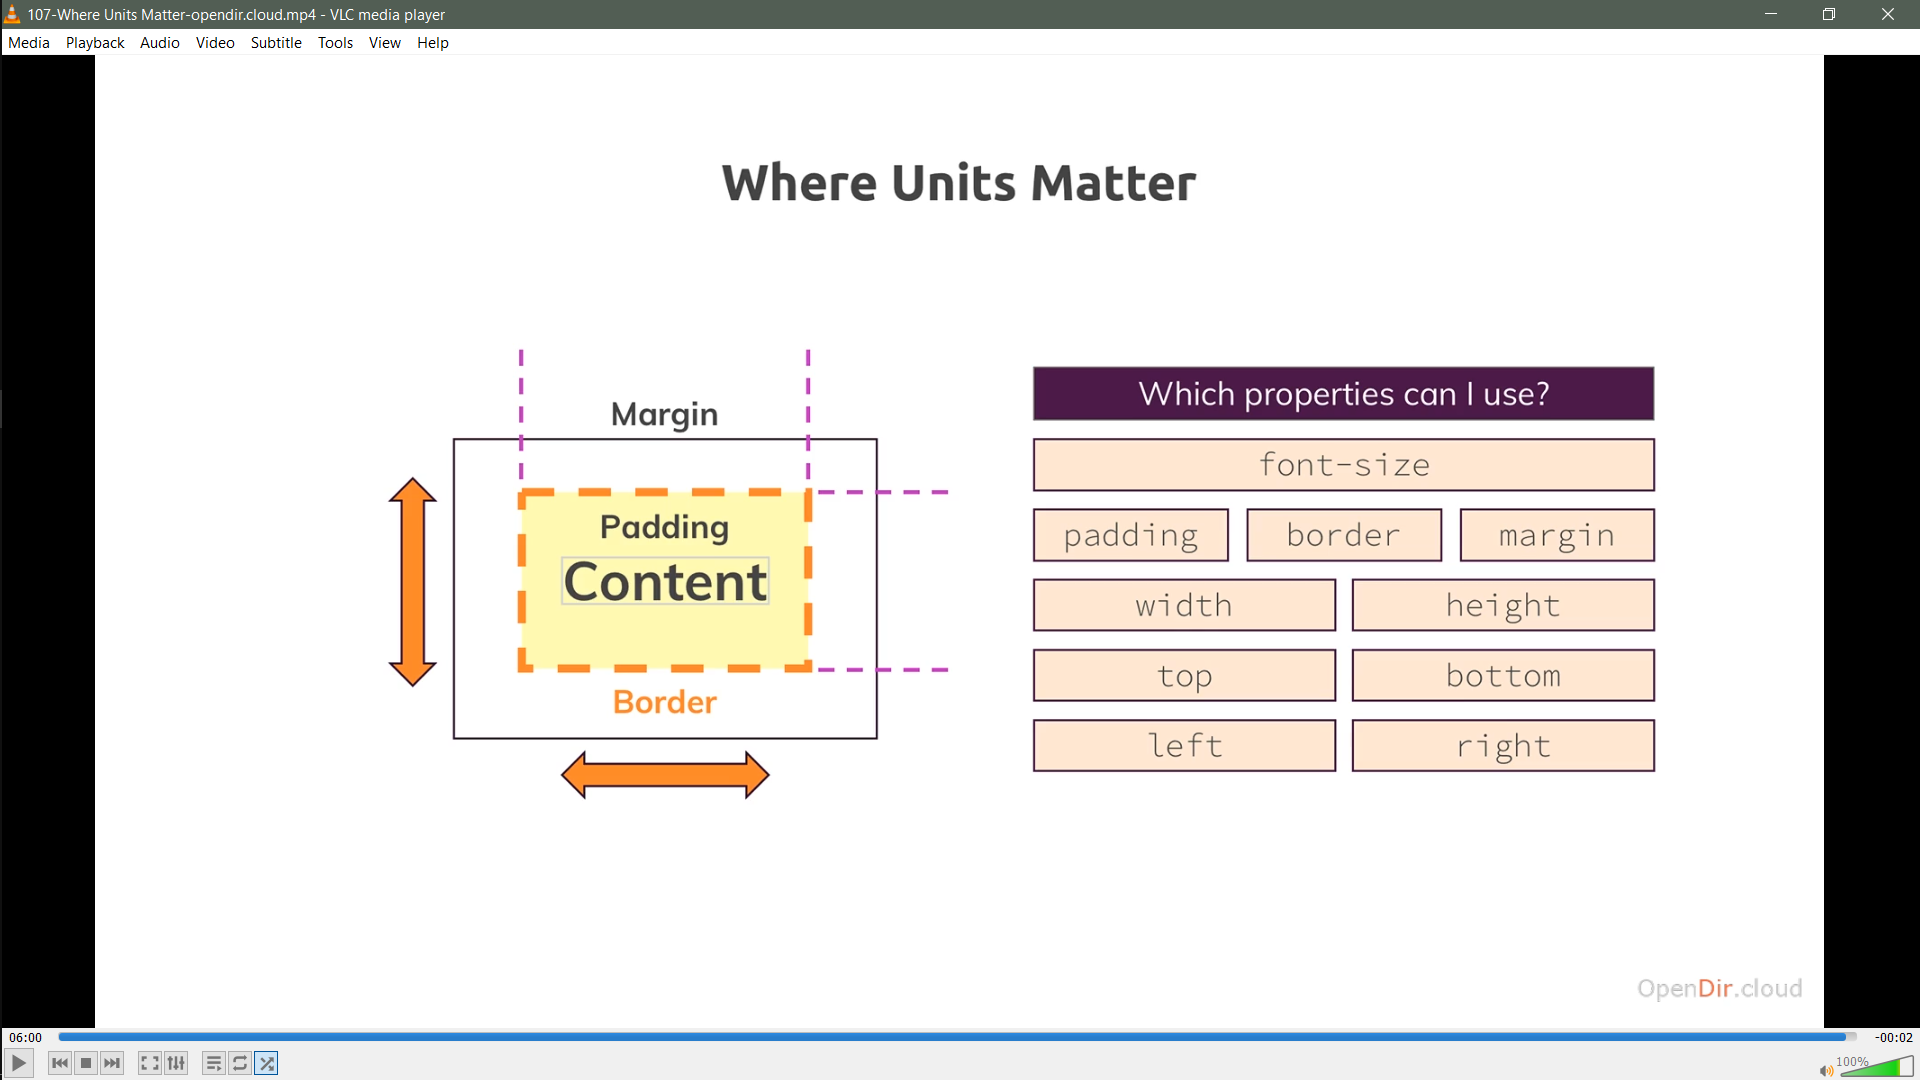 107-Where Units Matter-opendir.cloud.mp4 - VLC media player
Media Playback Audio Video Subtitle Tools View Help
Where Units Matter
Margin
Padding
Content
Border
Which properties can I use?
font-size
padding border margin
width height
top bottom
left right
OpenDir.cloud
06:00 -00:02
100%